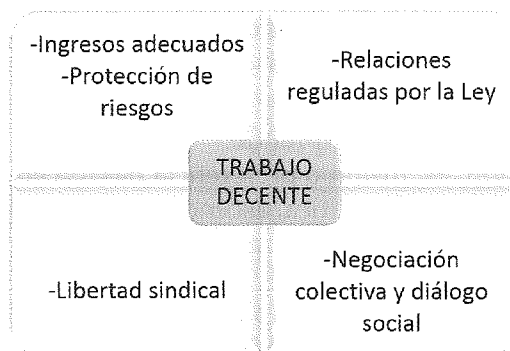 -Ingresos adecuados
-Protección de
riesgos
-Relaciones
reguladas por la Ley
TRABAJO
DECENTE
-Libertad sindical
-Negociación
colectiva y diálogo
social